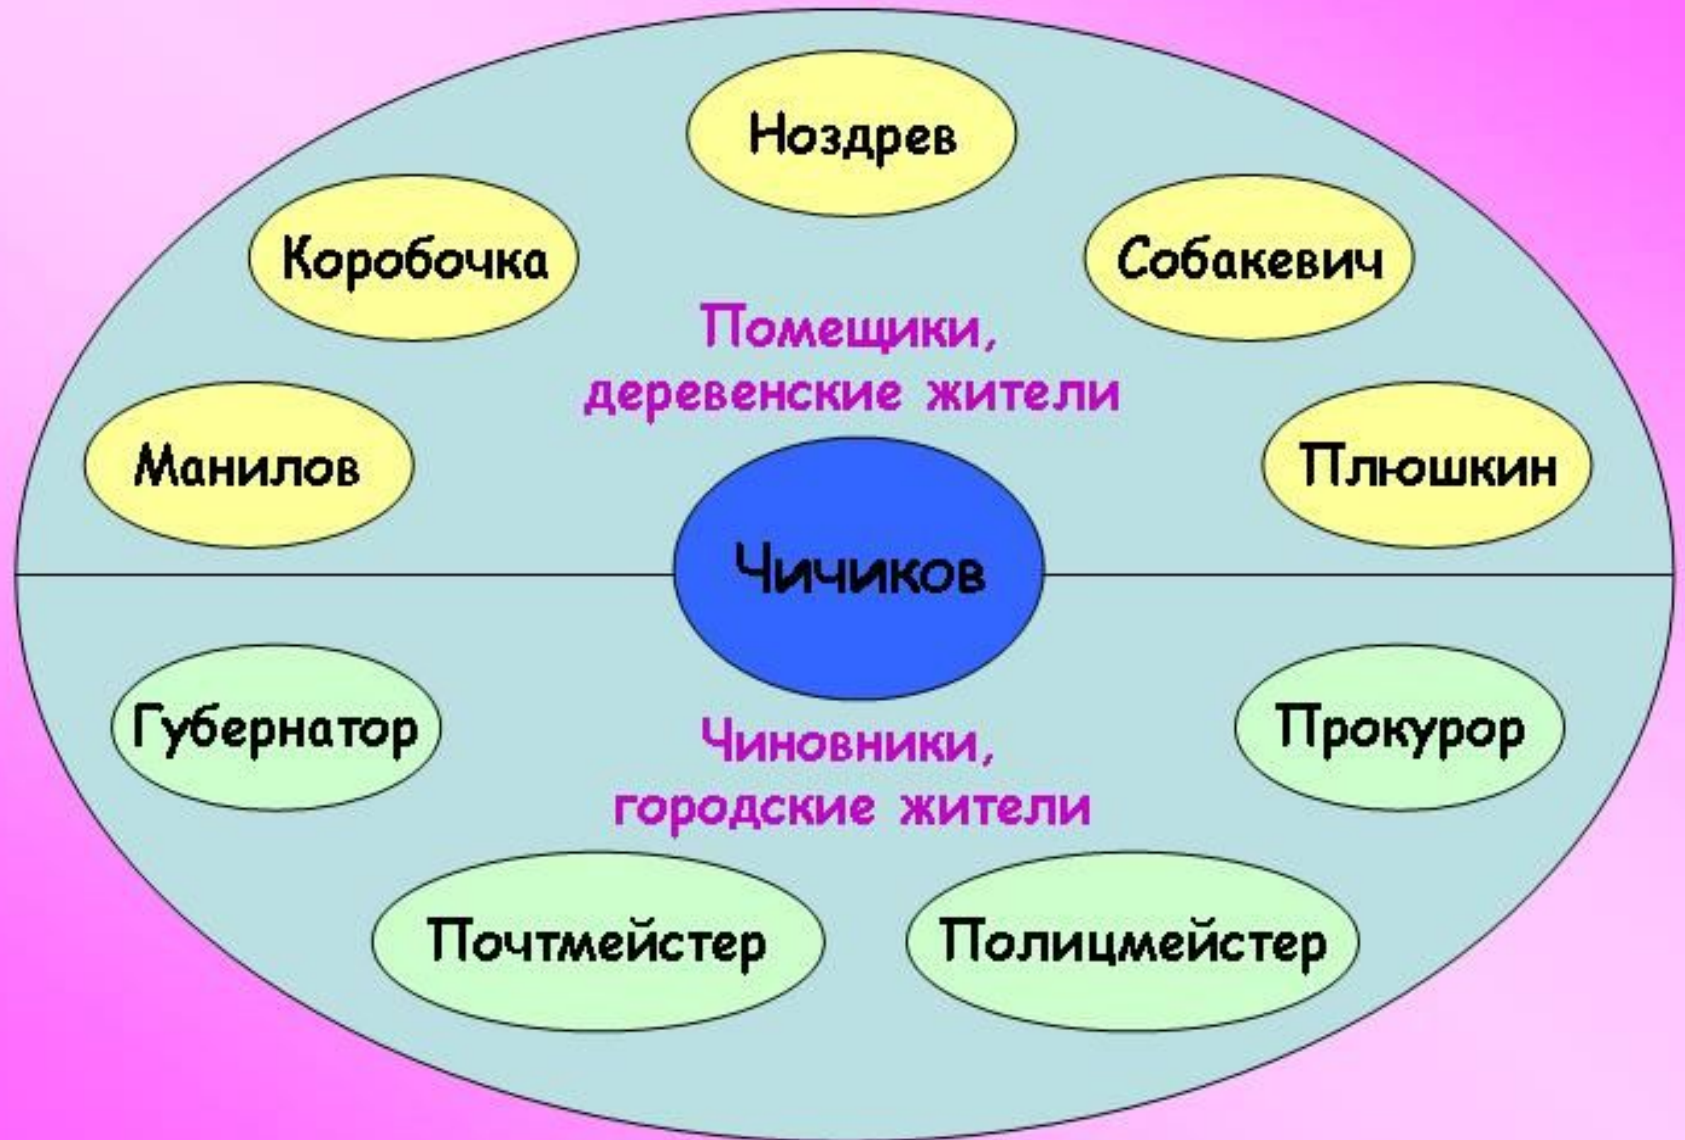 Ноздрев
Коробочка
Собакевич
Помещики,
деревенские жители
Манилов
Плюшкин
Чичиков
Губернатор
Прокурор
Чиновники,
городские жители
Почтмейстер
Полицмейстер